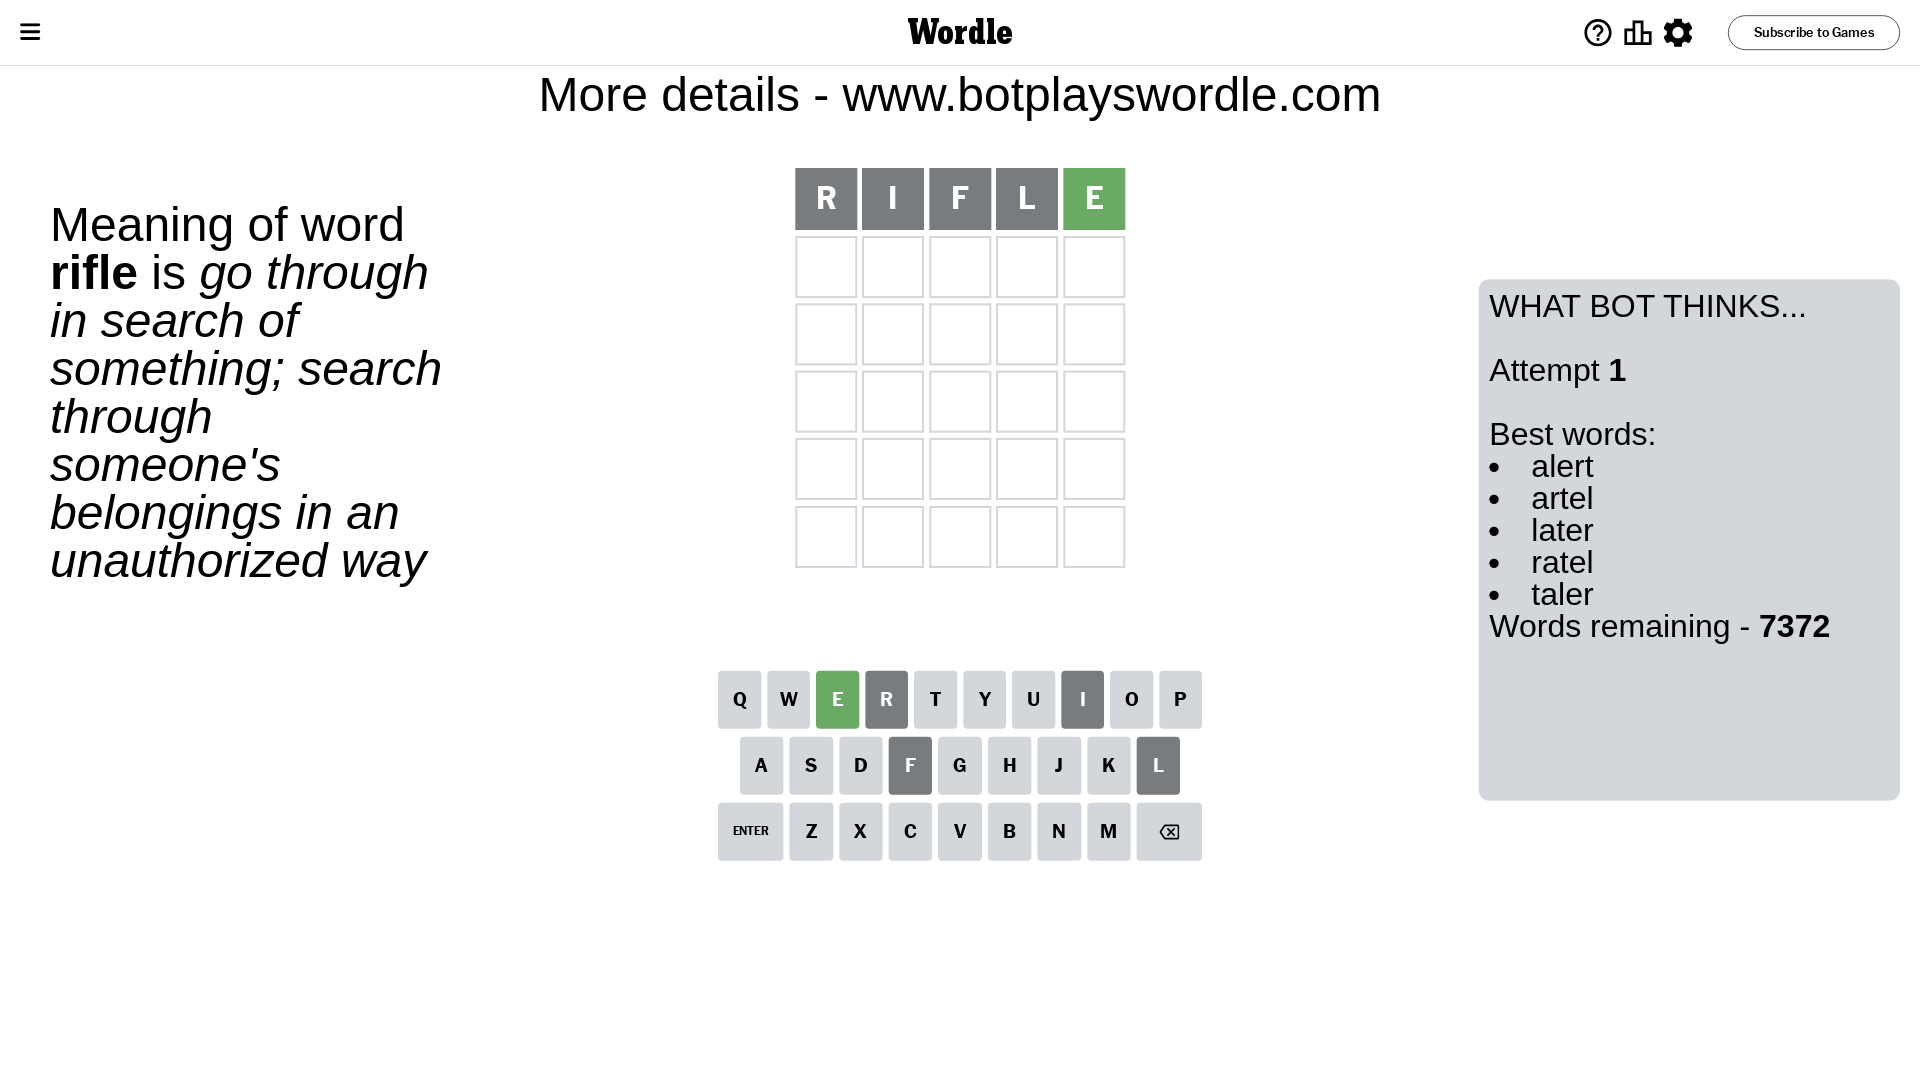 Wordle
Subscribe to Games
More details - www.botplayswordle.com
R I F L E
Meaning of word
rifle is go through
in search of
something; search
through
someone's
belongings in an
unauthorized way
WHAT BOT THINKS...
Attempt 1
Best words:
• alert
• artel
• later
• ratel
• taler
Words remaining - 7372
Q W E R T Y U I O P
A S D F G H J K L
ENTER Z X C V B N M